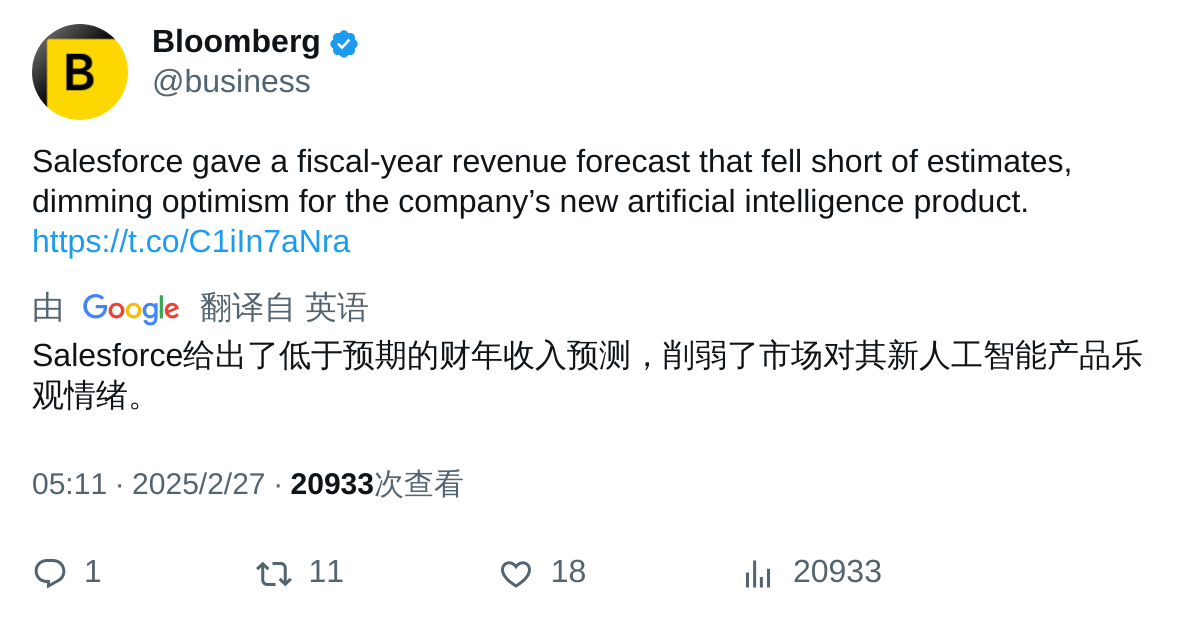 B
Bloomberg
@business
Salesforce gave a fiscal-year revenue forecast that fell short of estimates,
dimming optimism for the company’s new artificial intelligence product.
https://t.co/C1iIn7aNra
由 Google 翻译自 英语
Salesforce给出了低于预期的财年收入预测，削弱了市场对其新人工智能产品乐
观情绪。
05:11 · 2025/2/27 · 20933次查看
1 11 18 20933